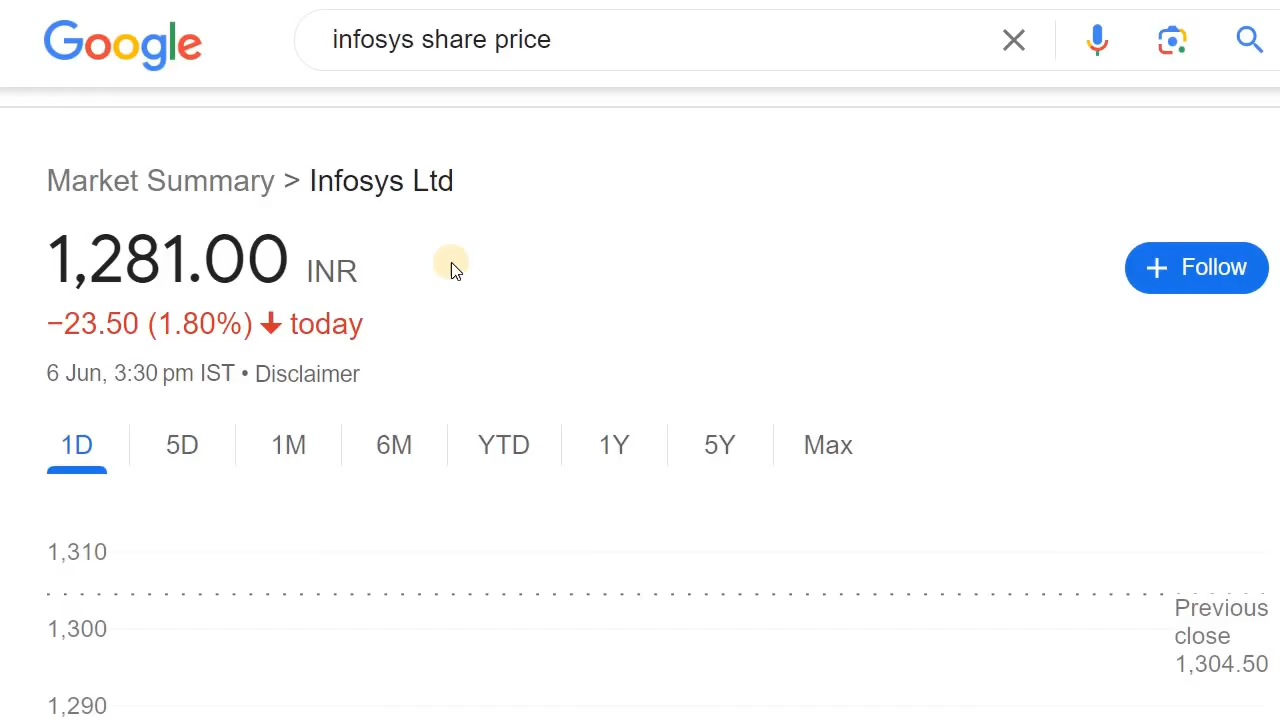 Google
infosys share price
Market Summary > Infosys Ltd
1,281.00 INR
+ Follow
−23.50 (1.80%) ↓ today
6 Jun, 3:30 pm IST • Disclaimer
1D 5D 1M 6M YTD 1Y 5Y Max
1,310
Previous
1,300
close
1,304.50
1,290